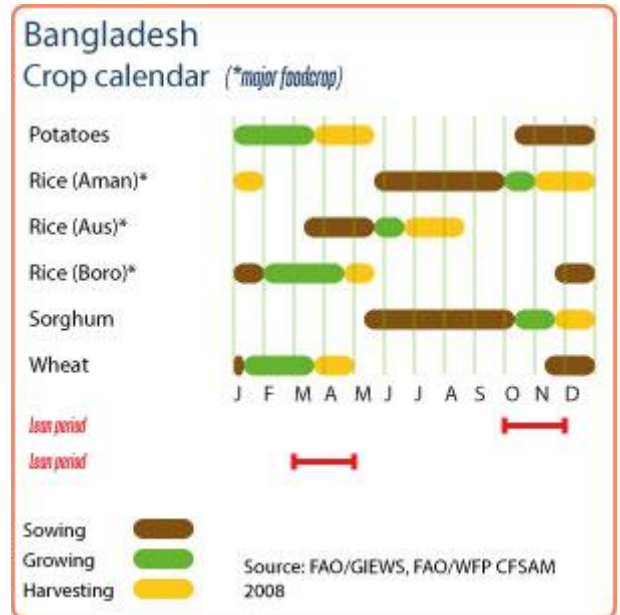 Bangladesh
Crop calendar (*major foodcrop)
Potatoes
Rice (Aman)*
Rice (Aus)*
Rice (Boro)*
Sorghum
Wheat
J F M A M J J A S O N D
Lean period
Lean period
Sowing
Growing
Harvesting
Source: FAO/GIEWS, FAO/WFP CFSAM
2008